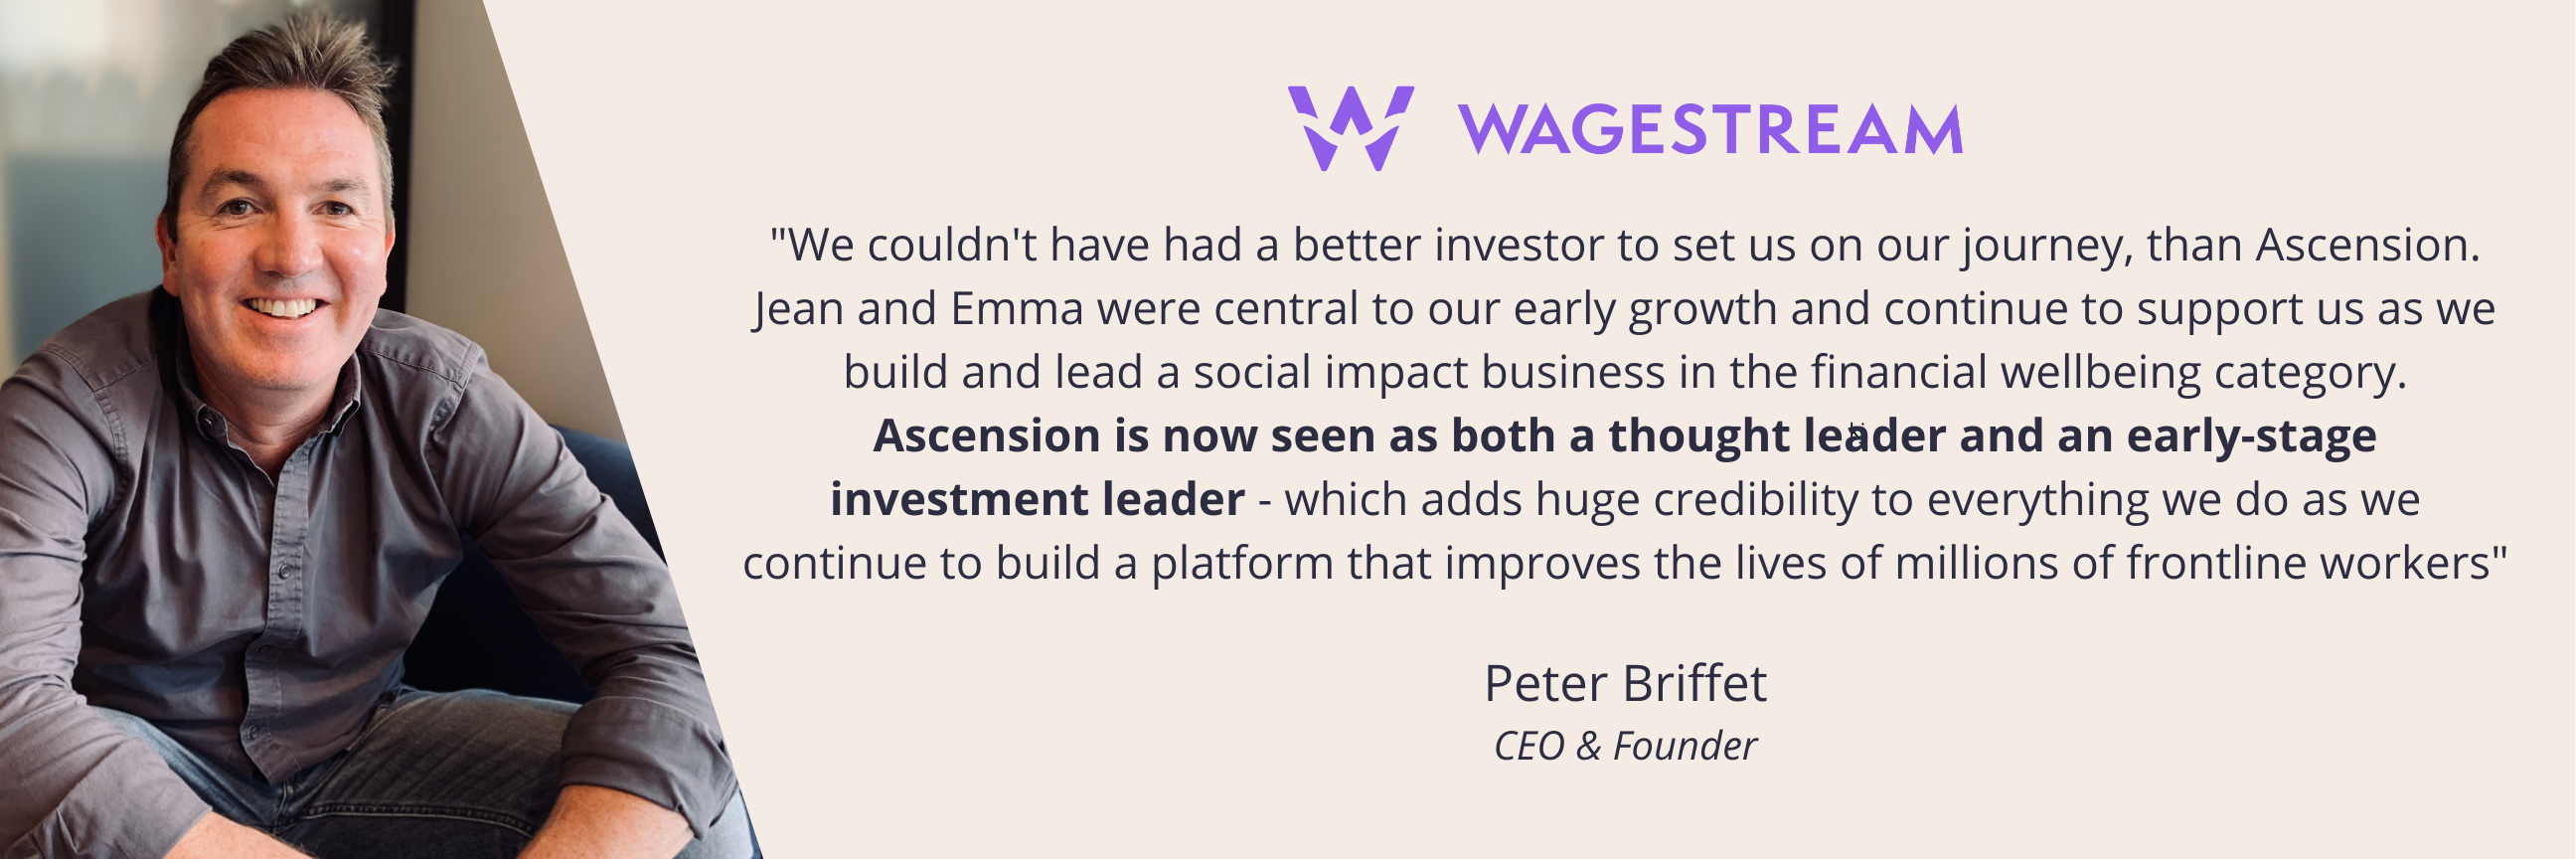 WAGESTREAM
"We couldn't have had a better investor to set us on our journey, than Ascension.
Jean and Emma were central to our early growth and continue to support us as we
build and lead a social impact business in the financial wellbeing category.
Ascension is now seen as both a thought leader and an early-stage
investment leader - which adds huge credibility to everything we do as we
continue to build a platform that improves the lives of millions of frontline workers"
Peter Briffet
CEO & Founder